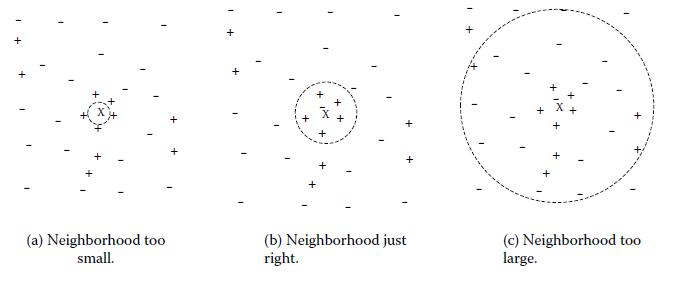 X
X
X
(a) Neighborhood too
small.
(b) Neighborhood just
right.
(c) Neighborhood too
large.